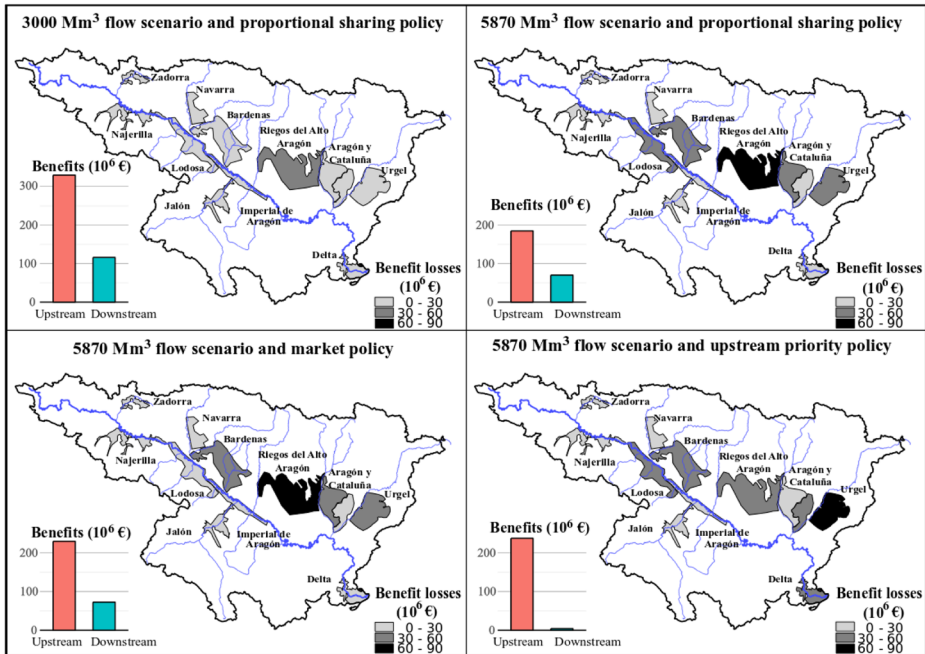 3000 Mm³ flow scenario and proportional sharing policy
Zadorra
Navarra
Najerilla
Bardenas
Riegos del Alto
Aragón
Aragón y
Cataluña
Lodosa
Urgel
Jalón
Imperial de
Aragón
Delta
Benefits (10⁶ €)
300
200
100
0
Upstream Downstream
Benefit losses
(10⁶ €)
0 - 30
30 - 60
60 - 90
5870 Mm³ flow scenario and proportional sharing policy
Zadorra
Navarra
Najerilla
Bardenas
Riegos del Alto
Aragón
Aragón y
Cataluña
Lodosa
Urgel
Jalón
Imperial de
Aragón
Delta
Benefits (10⁶ €)
200
100
0
Upstream Downstream
Benefit losses
(10⁶ €)
0 - 30
30 - 60
60 - 90
5870 Mm³ flow scenario and market policy
Zadorra
Navarra
Najerilla
Bardenas
Riegos del Alto
Aragón
Aragón y
Cataluña
Lodosa
Urgel
Jalón
Imperial de
Aragón
Delta
Benefits (10⁶ €)
200
100
0
Upstream Downstream
Benefit losses
(10⁶ €)
0 - 30
30 - 60
60 - 90
5870 Mm³ flow scenario and upstream priority policy
Zadorra
Navarra
Najerilla
Bardenas
Riegos del Alto
Aragón
Aragón y
Cataluña
Lodosa
Urgel
Jalón
Imperial de
Aragón
Delta
Benefits (10⁶ €)
200
100
0
Upstream Downstream
Benefit losses
(10⁶ €)
0 - 30
30 - 60
60 - 90